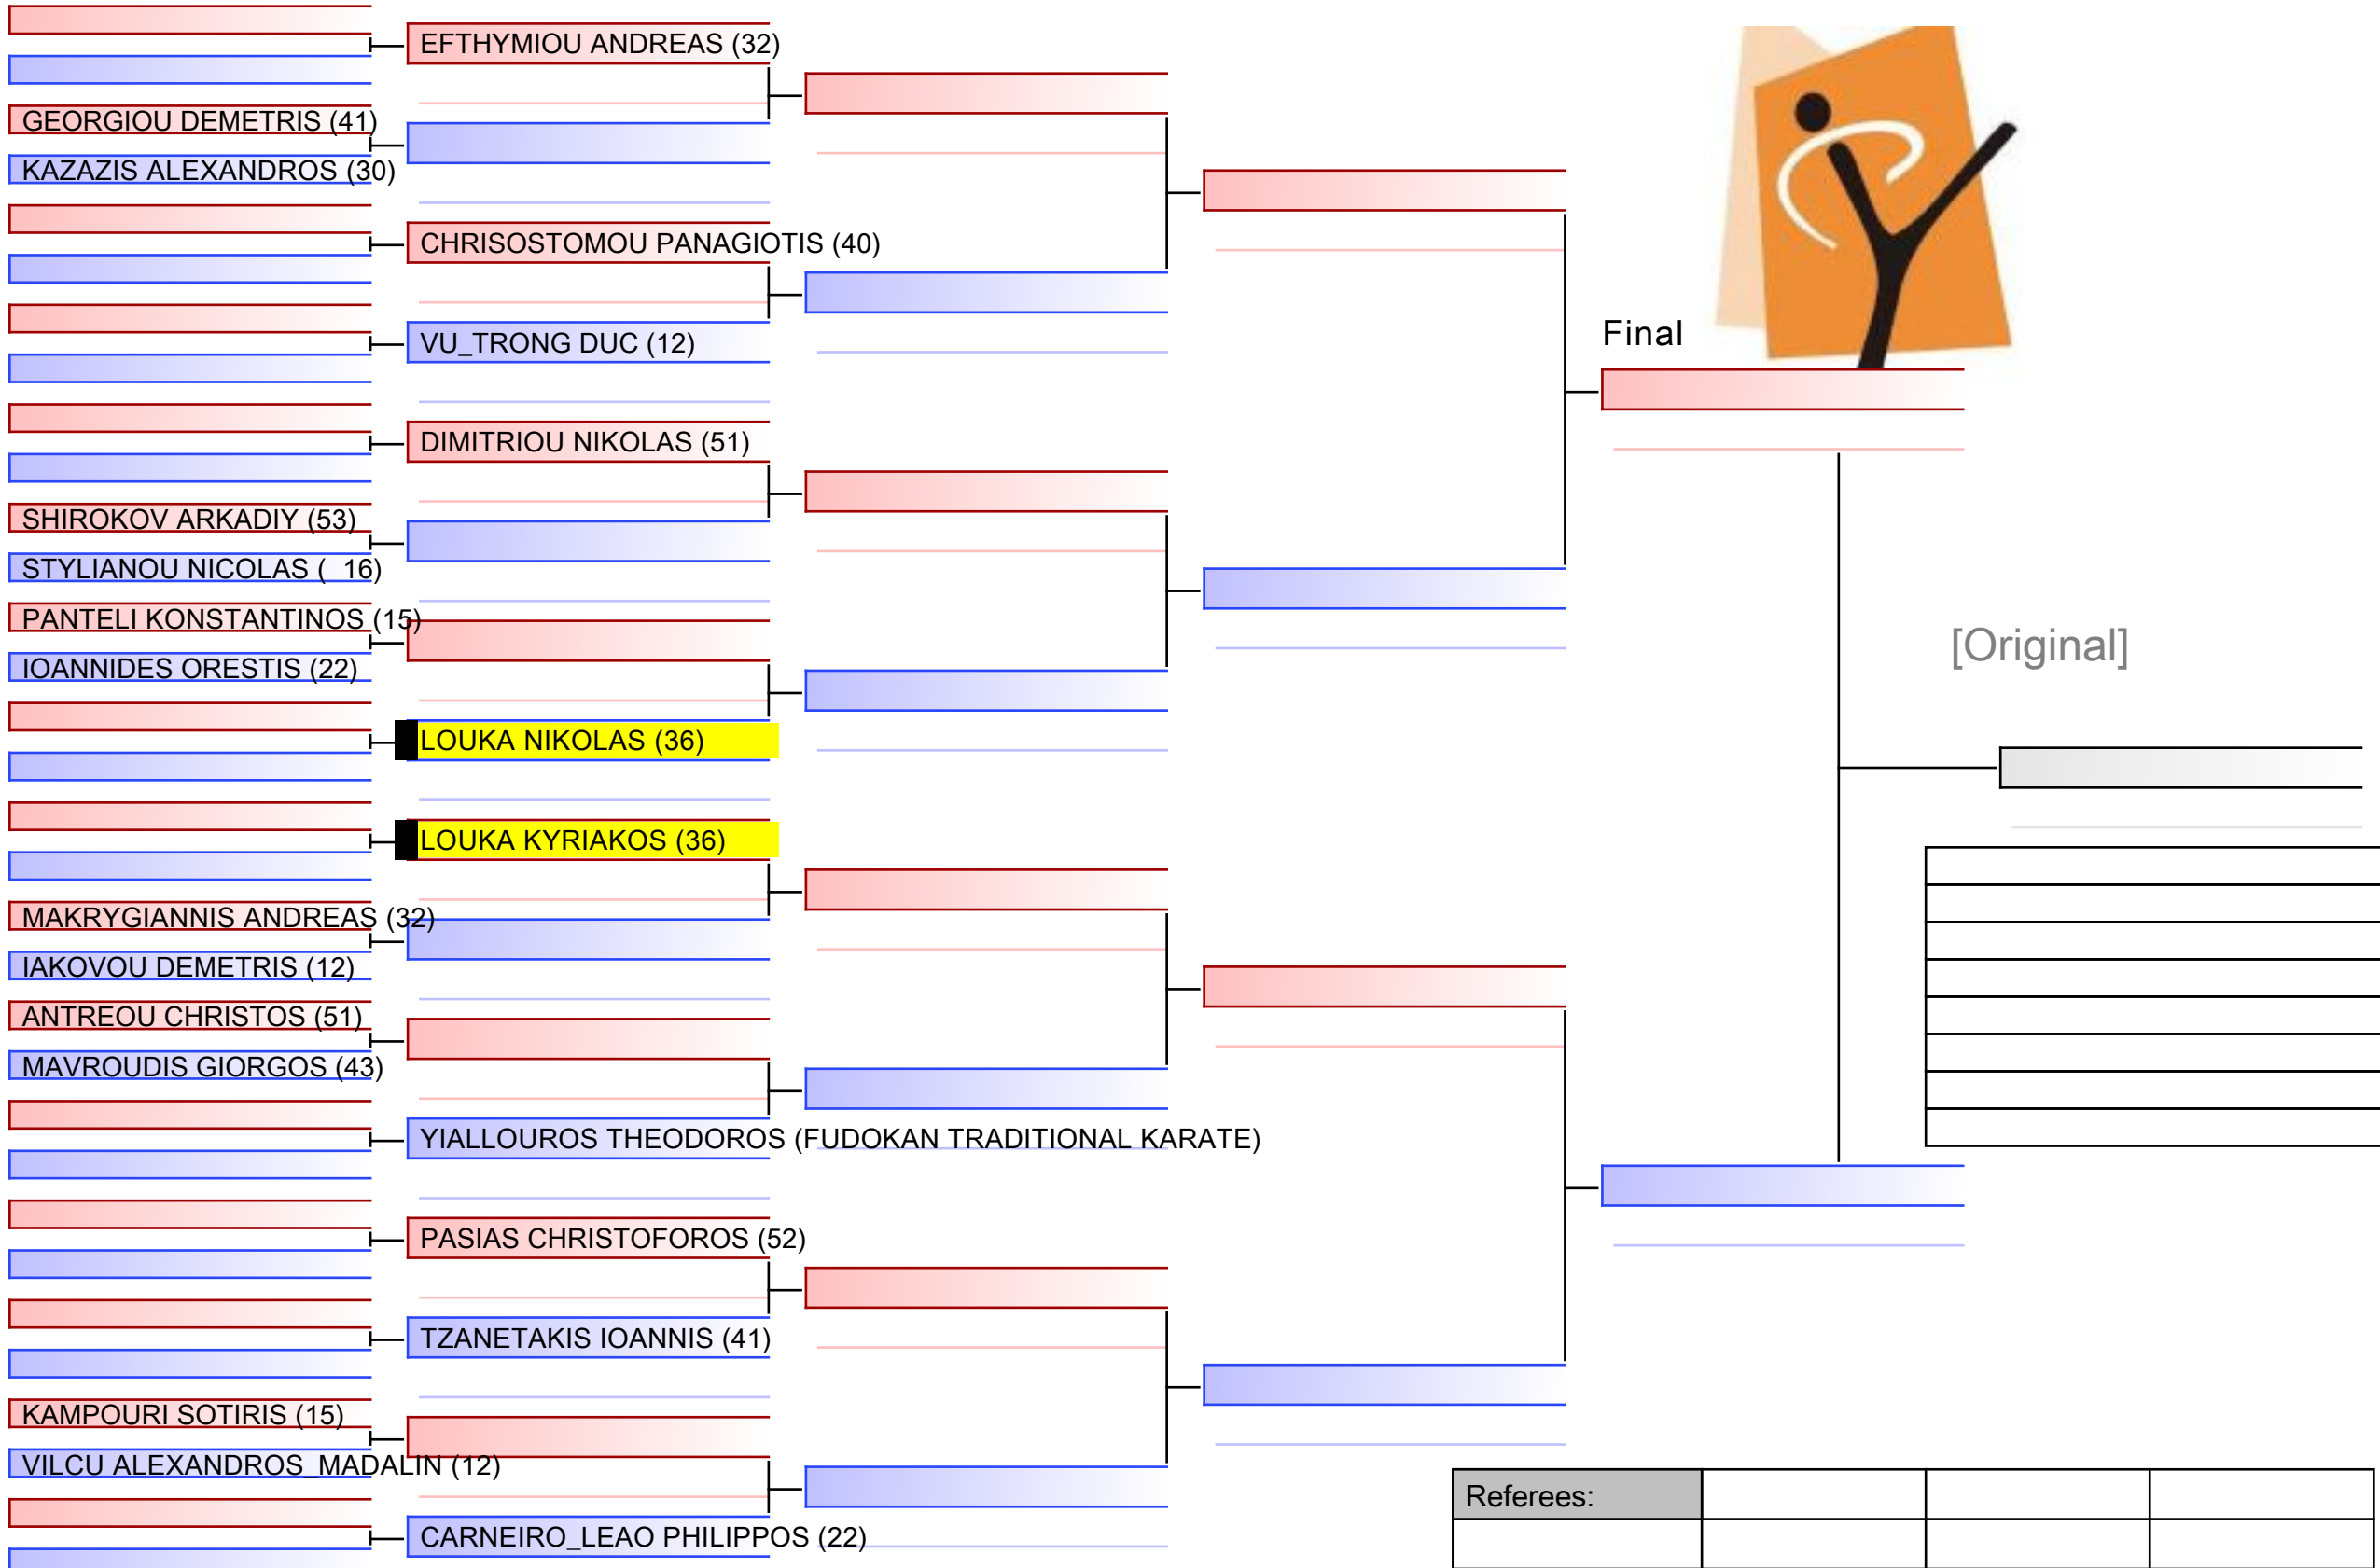 EFTHYMIOU ANDREAS (32)
GEORGIOU DEMETRIS (41)
KAZAZIS ALEXANDROS (30)
CHRISOSTOMOU PANAGIOTIS (40)
Final
VU_TRONG DUC (12)
DIMITRIOU NIKOLAS (51)
SHIROKOV ARKADIY (53)
STYLIANOU NICOLAS (  16)
PANTELI KONSTANTINOS (15)
[Original]
IOANNIDES ORESTIS (22)
LOUKA NIKOLAS (36)
LOUKA KYRIAKOS (36)
MAKRYGIANNIS ANDREAS (32)
IAKOVOU DEMETRIS (12)
ANTREOU CHRISTOS (51)
MAVROUDIS GIORGOS (43)
YIALLOUROS THEODOROS (FUDOKAN TRADITIONAL KARATE)
PASIAS CHRISTOFOROS (52)
TZANETAKIS IOANNIS (41)
KAMPOURI SOTIRIS (15)
VILCU ALEXANDROS_MADALIN (12)
Referees:
CARNEIRO_LEAO PHILIPPOS (22)